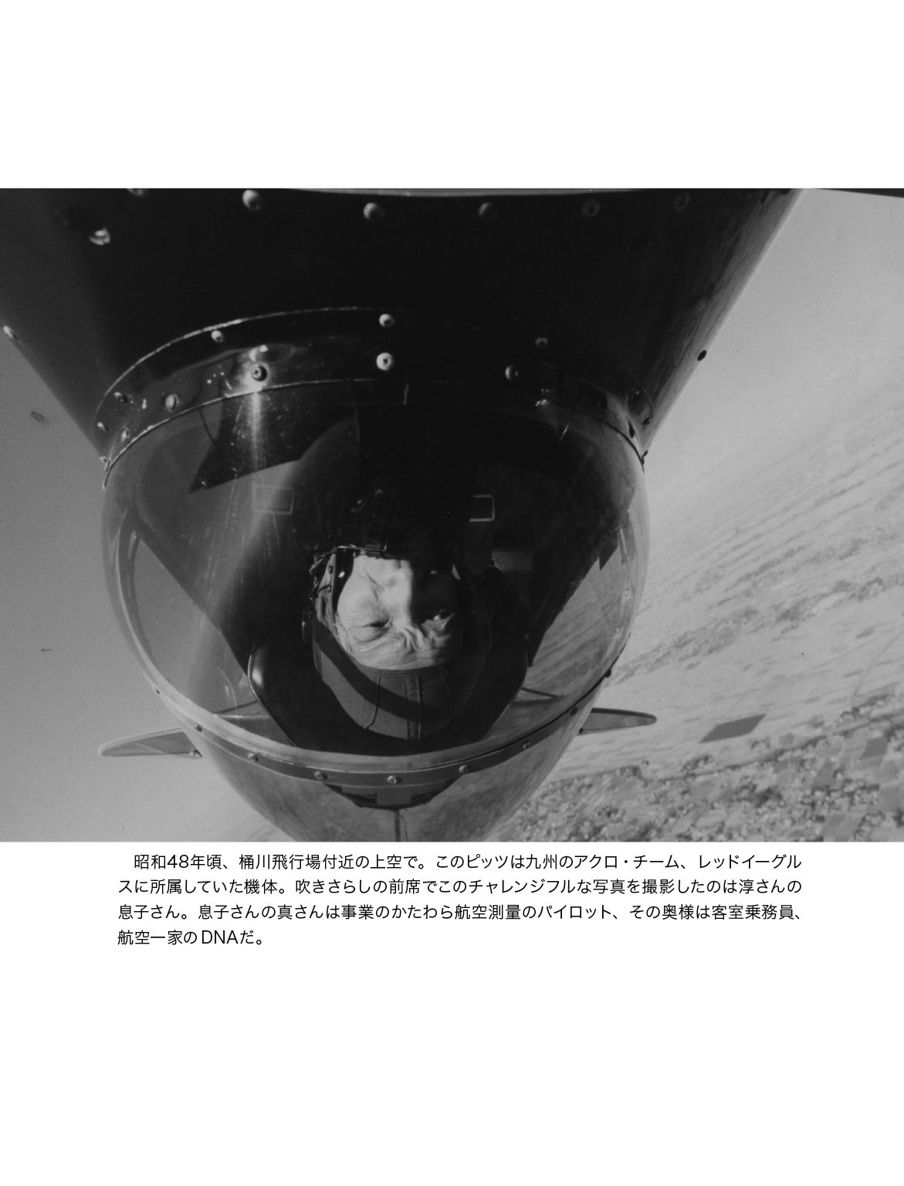 昭和48年頃、桶川飛行場付近の上空で。このピッツは九州のアクロ・チーム、レッドイーグル
スに所属していた機体。吹きさらしの前席でこのチャレンジフルな写真を撮影したのは淳さんの
息子さん。息子さんの真さんは事業のかたわら航空測量のパイロット、その奥様は客室乗務員、
航空一家のDNAだ。